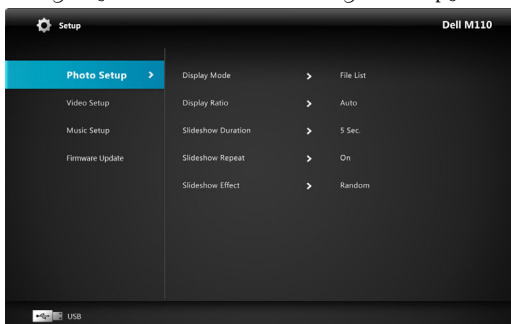 Setup
Dell M110
Photo Setup
Display Mode
File List
Video Setup
Display Ratio
Auto
Music Setup
Slideshow Duration
5 Sec.
Firmware Update
Slideshow Repeat
On
Slideshow Effect
Random
USB